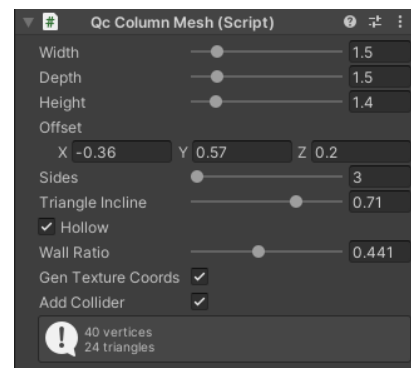 # Qc Column Mesh (Script)
Width 1.5
Depth 1.5
Height 1.4
Offset
X -0.36 Y 0.57 Z 0.2
Sides 3
Triangle Incline 0.71
Hollow
Wall Ratio 0.441
Gen Texture Coords
Add Collider
40 vertices
24 triangles